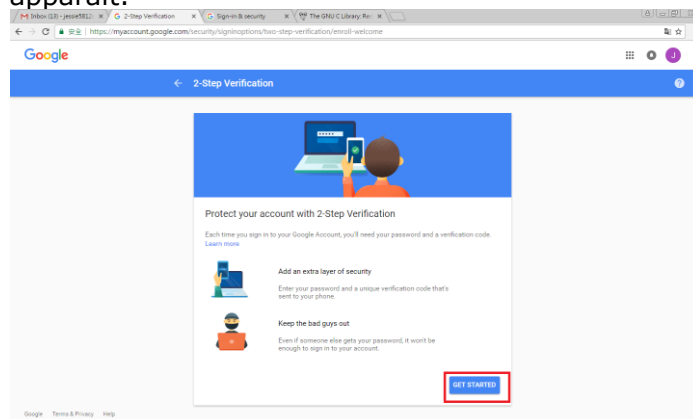 apparaît.
Inbox (13) - jessie5812
2-Step Verification
Sign-in & security
The GNU C Library: Re
安全 | https://myaccount.google.com/security/signinoptions/two-step-verification/enroll-welcome
Google
J
2-Step Verification
Protect your account with 2-Step Verification
Each time you sign in to your Google Account, you'll need your password and a verification code.
Learn more
Add an extra layer of security
Enter your password and a unique verification code that's
sent to your phone.
Keep the bad guys out
Even if someone else gets your password, it won't be
enough to sign in to your account.
GET STARTED
Google Terms & Privacy Help